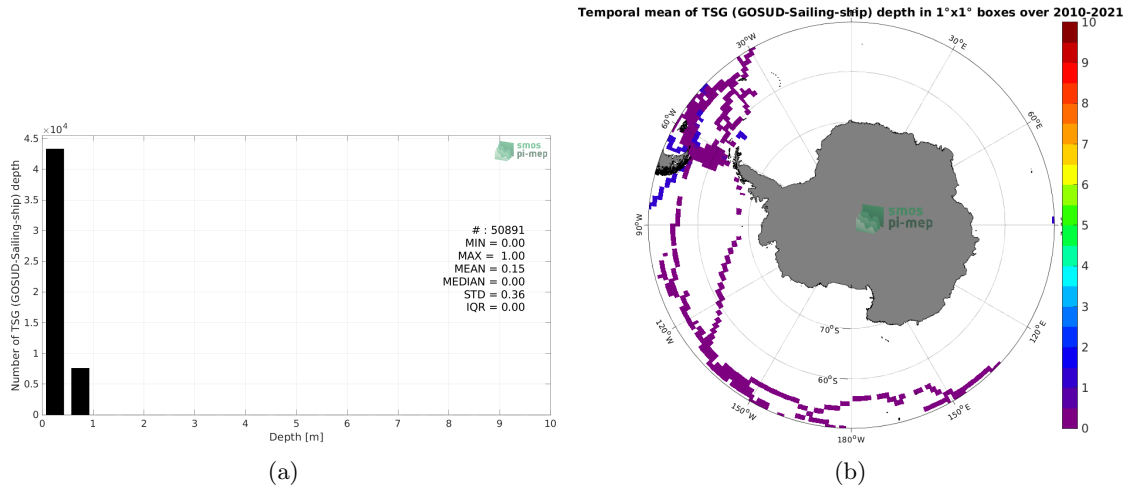 ×10⁴
4.5
4
3.5
3
2.5
2
1.5
1
0.5
0
Number of TSG (GOSUD-Sailing-ship) depth
0 1 2 3 4 5 6 7 8 9 10
Depth [m]
smos
pi-mep
# : 50891
MIN = 0.00
MAX = 1.00
MEAN = 0.15
MEDIAN = 0.00
STD = 0.36
IQR = 0.00
(a)
Temporal mean of TSG (GOSUD-Sailing-ship) depth in 1°x1° boxes over 2010-2021
30°W
30°E
60°W
60°E
90°W
120°W
120°E
150°W
150°E
180°W
70°S
60°S
smos
pi-mep
10
9
8
7
6
5
4
3
2
1
0
(b)